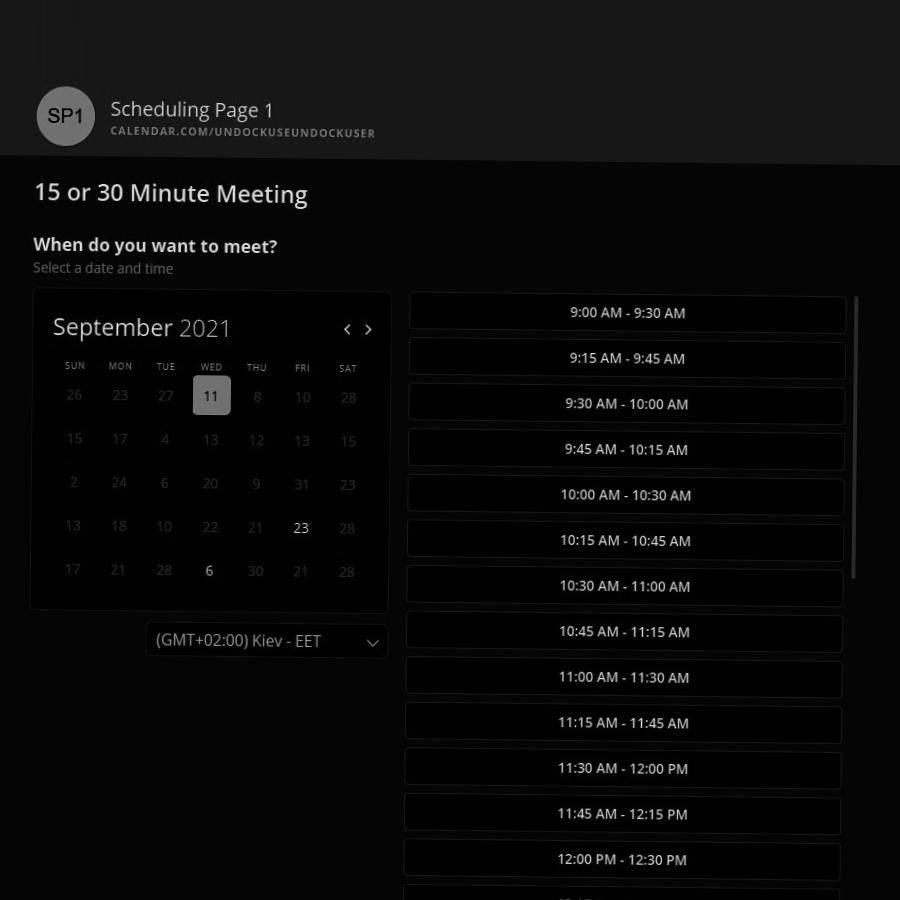 SP1
Scheduling Page 1
CALENDAR.COM/UNDOCKUSEUNDOCKUSER
15 or 30 Minute Meeting
When do you want to meet?
Select a date and time
September 2021
SUN MON TUE WED THU FRI SAT
26 23 27 11 8 10 28
15 17 4 13 12 13 15
2 24 6 20 9 31 23
13 18 10 22 21 23 28
17 21 28 6 30 21 28
(GMT+02:00) Kiev - EET
9:00 AM - 9:30 AM
9:15 AM - 9:45 AM
9:30 AM - 10:00 AM
9:45 AM - 10:15 AM
10:00 AM - 10:30 AM
10:15 AM - 10:45 AM
10:30 AM - 11:00 AM
10:45 AM - 11:15 AM
11:00 AM - 11:30 AM
11:15 AM - 11:45 AM
11:30 AM - 12:00 PM
11:45 AM - 12:15 PM
12:00 PM - 12:30 PM